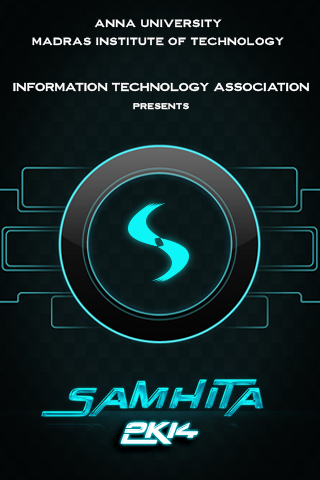 ANNA UNIVERSITY
MADRAS INSTITUTE OF TECHNOLOGY
INFORMATION TECHNOLOGY ASSOCIATION
PRESENTS
SAMHITA
2K14